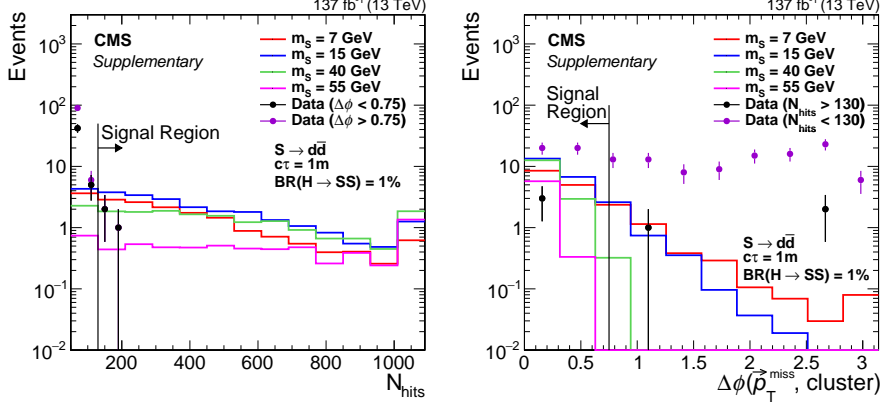 137 fb⁻¹ (13 TeV)
Events
CMS
Supplementary
m_S = 7 GeV
m_S = 15 GeV
m_S = 40 GeV
m_S = 55 GeV
Data (Δϕ < 0.75)
Data (Δϕ > 0.75)
Signal Region
S → dd̅
cτ = 1m
BR(H → SS) = 1%
10³
10²
10
1
10⁻¹
10⁻²
200 400 600 800 1000
N_hits
137 fb⁻¹ (13 TeV)
Events
CMS
Supplementary
m_S = 7 GeV
m_S = 15 GeV
m_S = 40 GeV
m_S = 55 GeV
Data (N_hits > 130)
Data (N_hits < 130)
Signal
Region
S → dd̅
cτ = 1m
BR(H → SS) = 1%
10³
10²
10
1
10⁻¹
10⁻²
0 0.5 1 1.5 2 2.5 3
Δϕ(p⃗_T^miss, cluster)